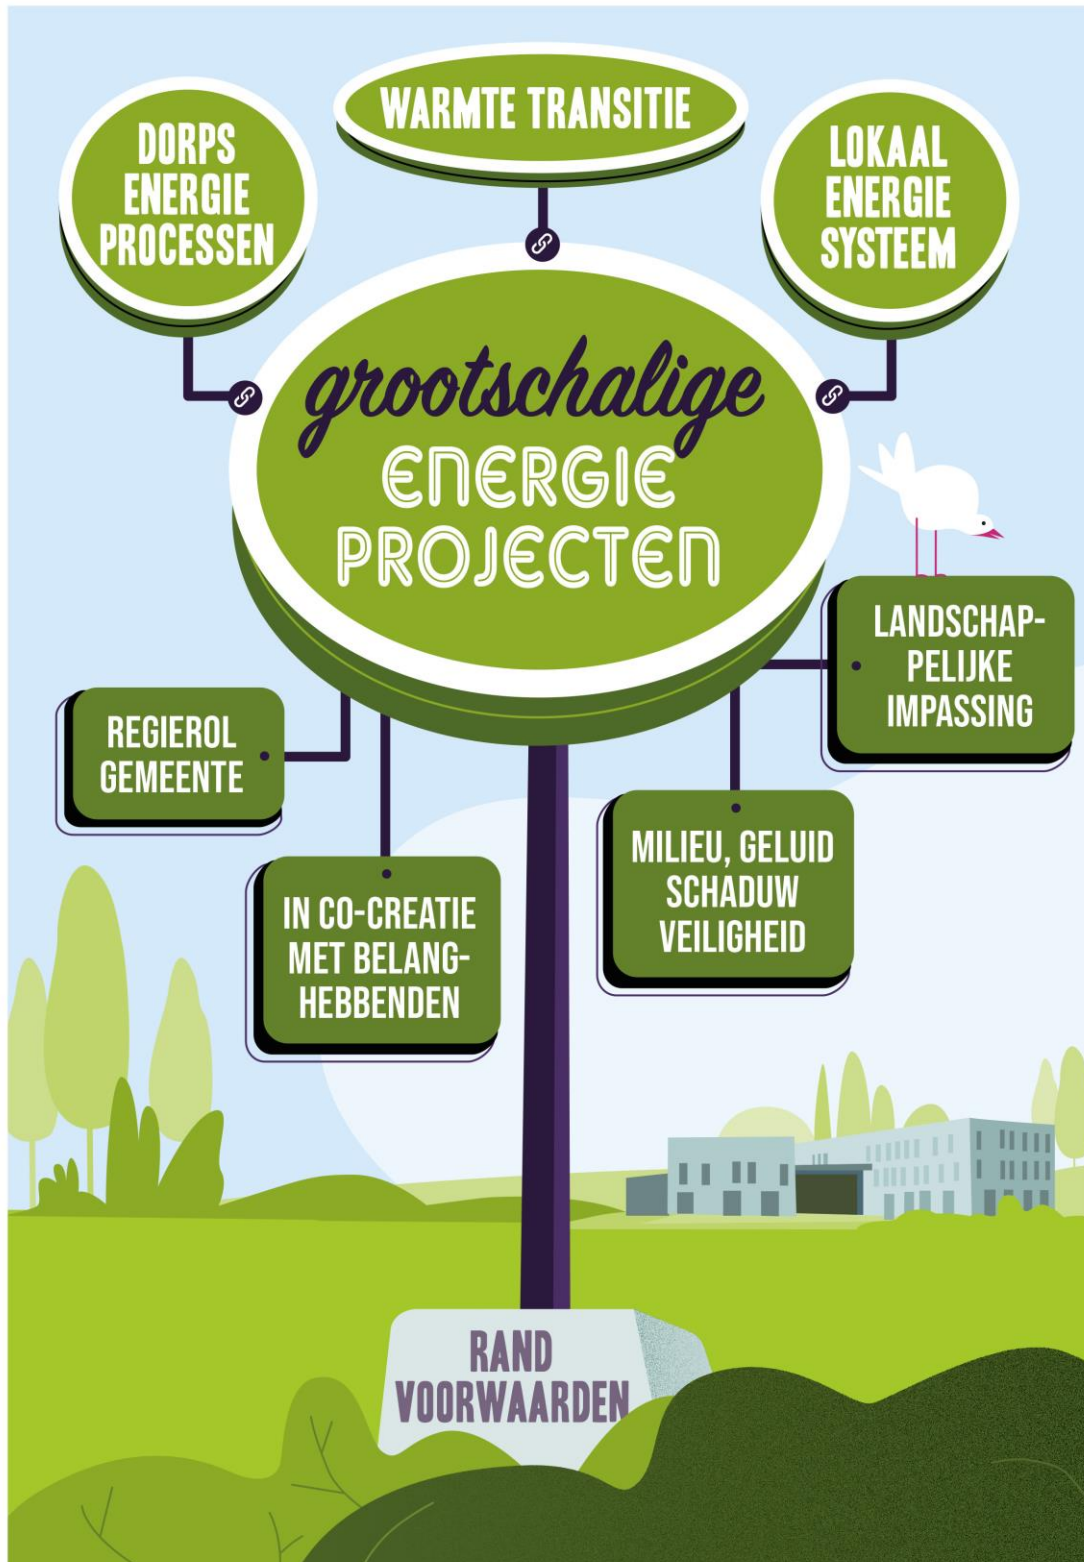 WARMTE TRANSITIE
DORPS
ENERGIE
PROCESSEN
LOKAAL
ENERGIE
SYSTEEM
grootschalige
ENERGIE
PROJECTEN
LANDSCHAP-
PELIJKE
IMPASSING
REGIEROL
GEMEENTE
MILIEU, GELUID
SCHADUW
VEILIGHEID
IN CO-CREATIE
MET BELANG-
HEBBENDEN
RAND
VOORWAARDEN